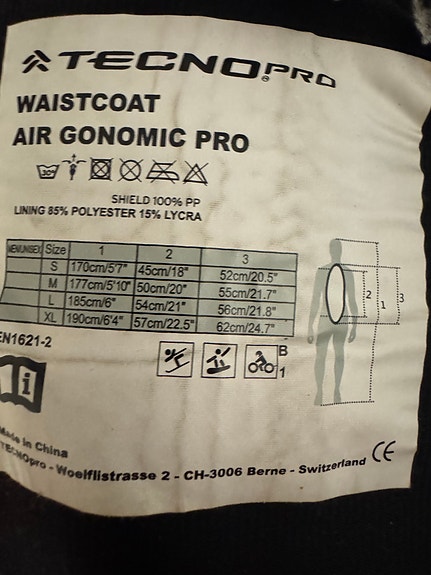 TECNOPRO®
WAISTCOAT
AIR GONOMIC PRO
30°
SHIELD 100% PP
LINING 85% POLYESTER 15% LYCRA
MEN/UNISEX Size 1 2 3
S 170cm/5'7" 45cm/18" 52cm/20.5"
M 177cm/5'10" 50cm/20" 55cm/21.7"
L 185cm/6" 54cm/21" 56cm/21.8"
XL 190cm/6'4" 57cm/22.5" 62cm/24.7"
2 1 3
EN1621-2
B
1
i
Made in China
TECNOpro - Woelflistrasse 2 - CH-3006 Berne - Switzerland CE